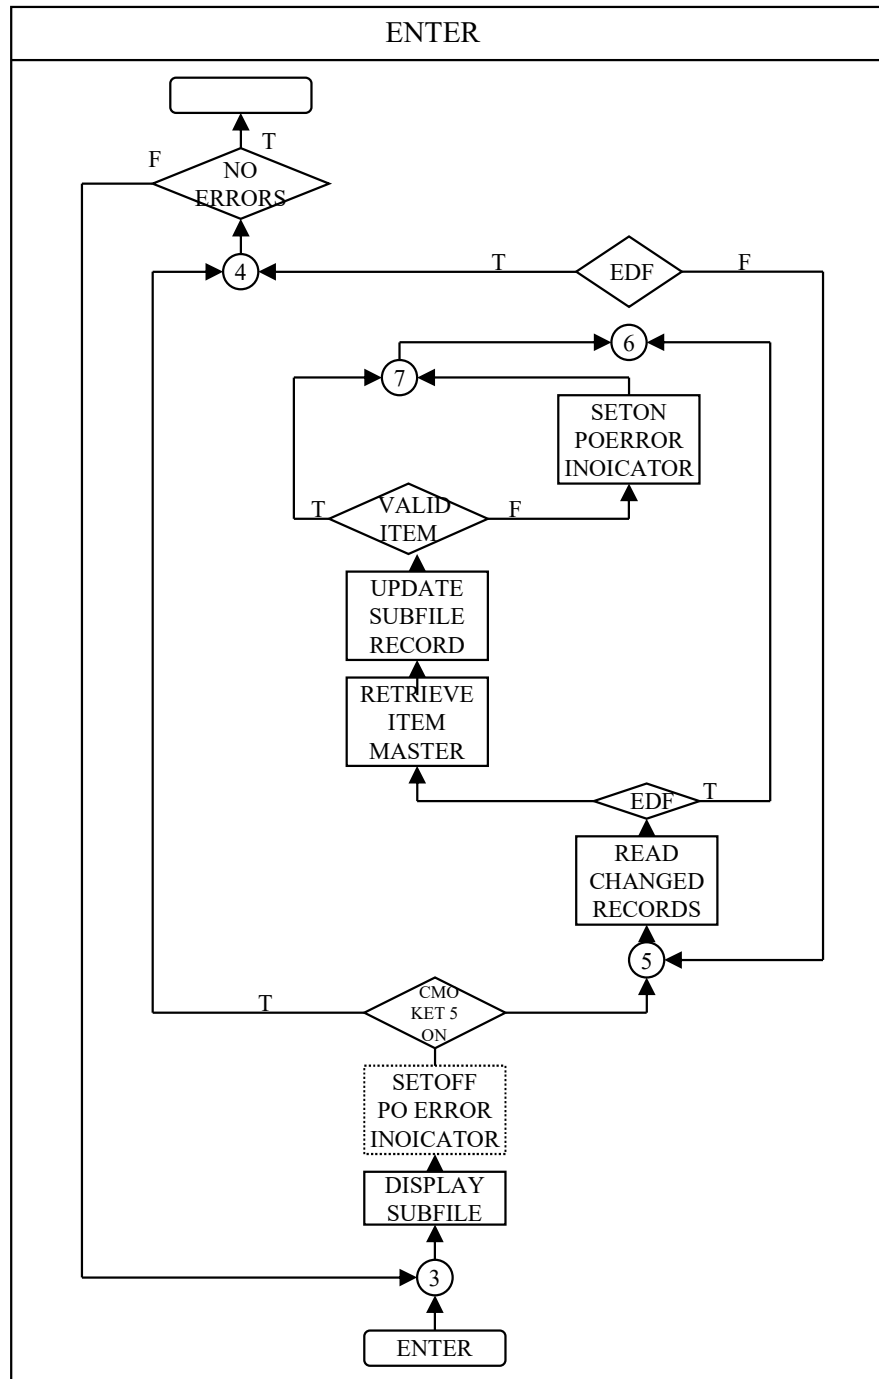 ENTER
T
F
NO
ERRORS
4
T
EDF
F
6
7
SETON
POERROR
INOICATOR
VALID
ITEM
T
F
UPDATE
SUBFILE
RECORD
RETRIEVE
ITEM
MASTER
EDF
T
READ
CHANGED
RECORDS
5
T
CMO
KET 5
ON
SETOFF
PO ERROR
INOICATOR
DISPLAY
SUBFILE
3
ENTER